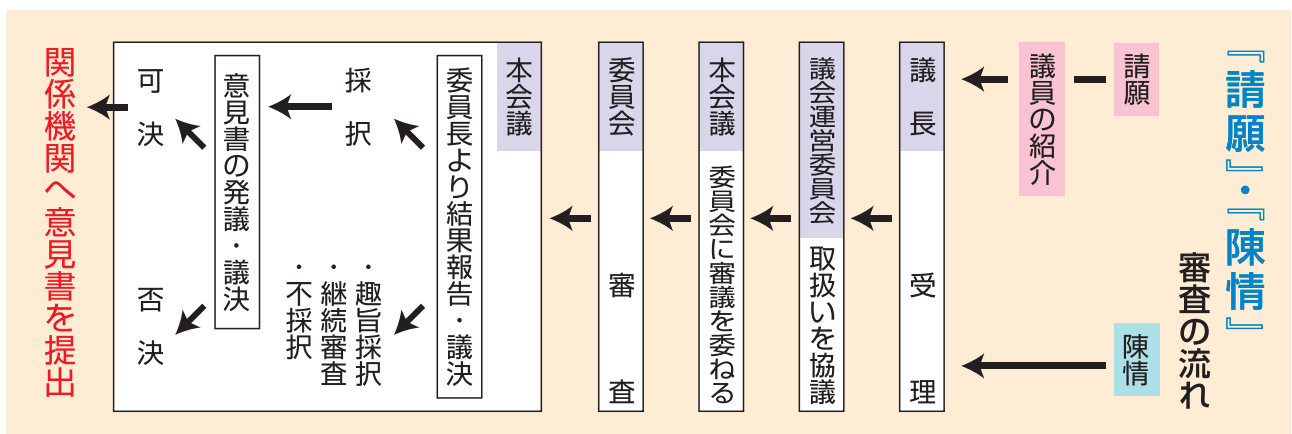 『請願』・『陳情』
審査の流れ
請願
議員の紹介
陳情
議長
受理
議会運営委員会
取扱いを協議
本会議
委員会に審議を委ねる
委員会
審査
本会議
委員長より結果報告・議決
採択
・趣旨採択
・継続審査
・不採択
意見書の発議・議決
可決
否決
関係機関へ意見書を提出